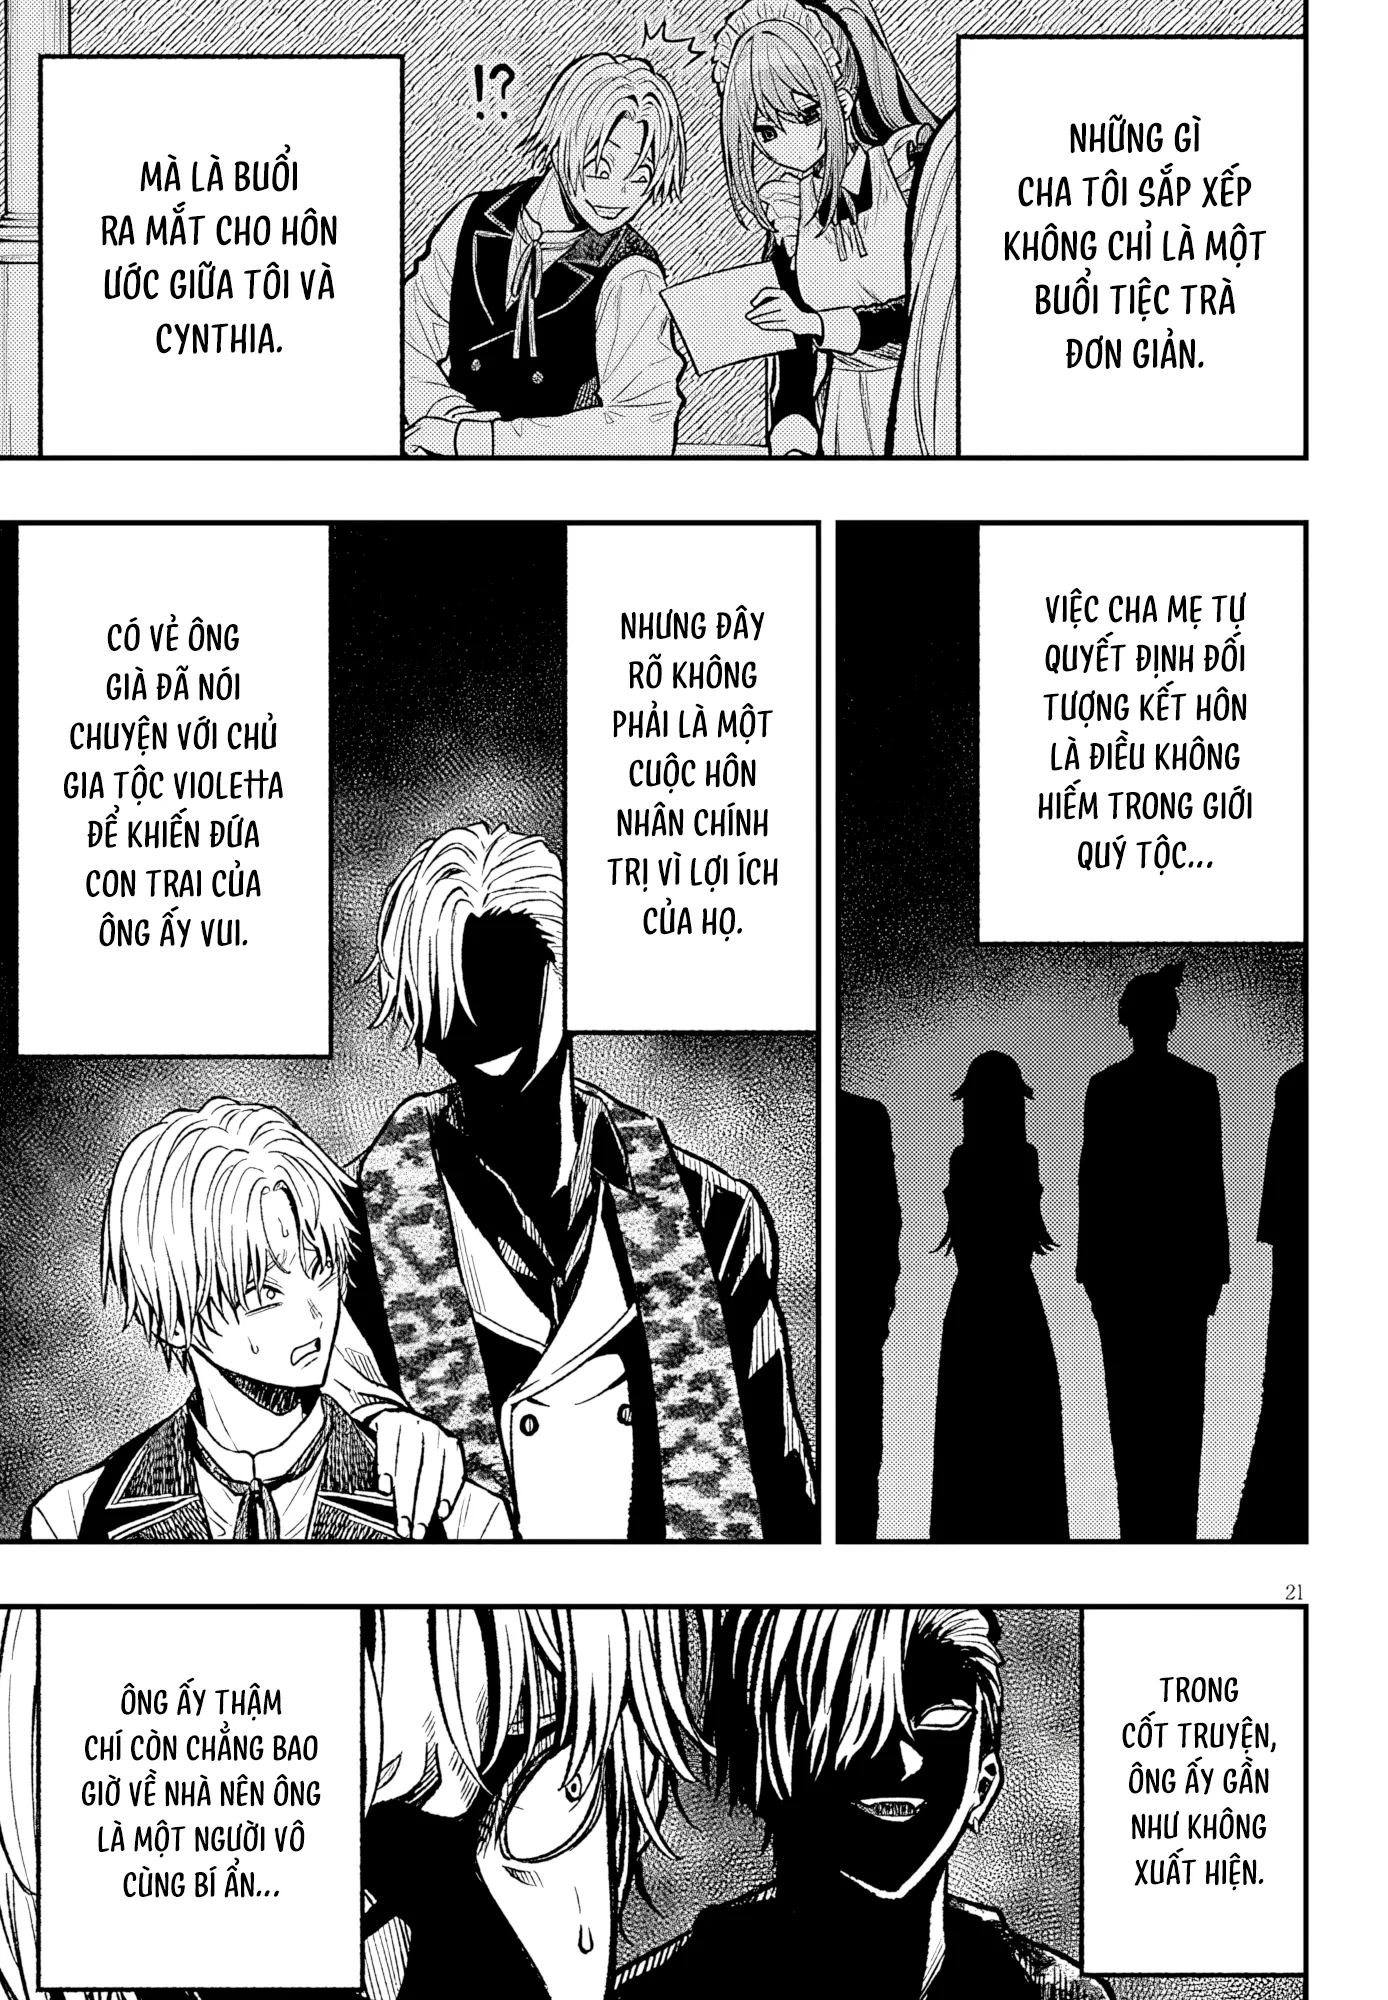 NHỮNG GÌ
CHA TÔI SẮP XẾP
KHÔNG CHỈ LÀ MỘT
BUỔI TIỆC TRÀ
ĐƠN GIẢN.
!?
MÀ LÀ BUỔI
RA MẮT CHO HÔN
ƯỚC GIỮA TÔI VÀ
CYNTHIA.
VIỆC CHA MẸ TỰ
QUYẾT ĐỊNH ĐỐI
TƯỢNG KẾT HÔN
LÀ ĐIỀU KHÔNG
HIẾM TRONG GIỚI
QUÝ TỘC...
NHƯNG ĐÂY
RÕ KHÔNG
PHẢI LÀ MỘT
CUỘC HÔN
NHÂN CHÍNH
TRỊ VÌ LỢI ÍCH
CỦA HỌ.
CÓ VẺ ÔNG
GIÀ ĐÃ NÓI
CHUYỆN VỚI CHỦ
GIA TỘC VIOLETTA
ĐỂ KHIẾN ĐỨA
CON TRAI CỦA
ÔNG ẤY VUI.
21
TRONG
CỐT TRUYỆN,
ÔNG ẤY GẦN
NHƯ KHÔNG
XUẤT HIỆN.
ÔNG ẤY THẬM
CHÍ CÒN CHẲNG BAO
GIỜ VỀ NHÀ NÊN ÔNG
LÀ MỘT NGƯỜI VÔ
CÙNG BÍ ẨN...